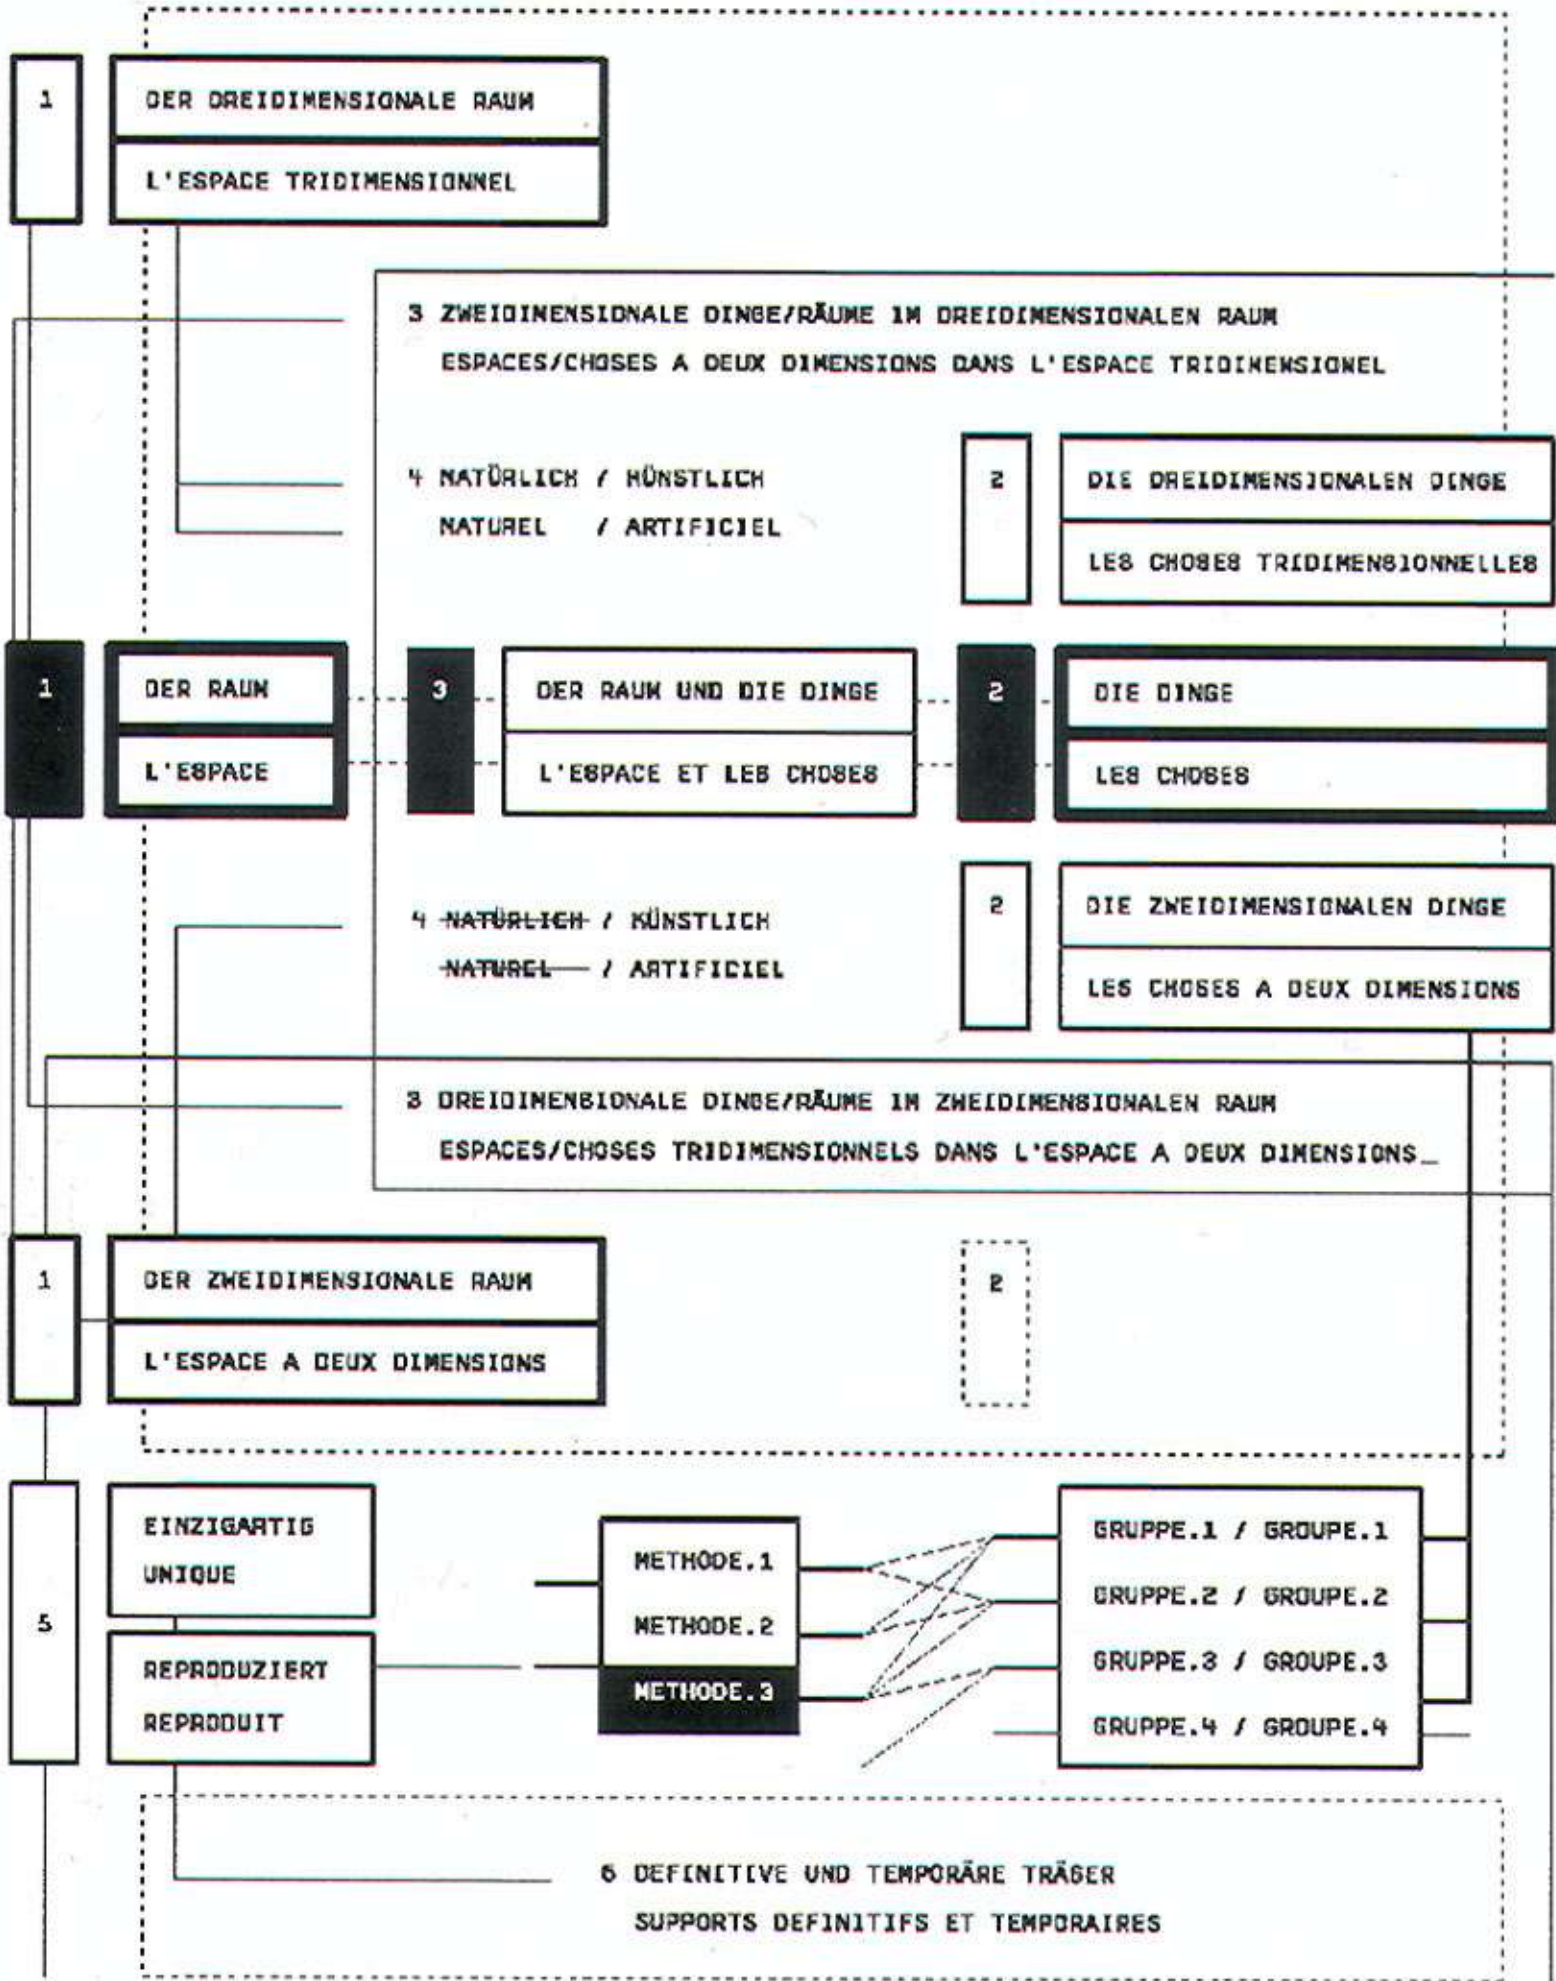 1 DER DREIDIMENSIONALE RAUM
L'ESPACE TRIDIMENSIONNEL
3 ZWEIDIMENSIONALE DINGE/RÄUME IM DREIDIMENSIONALEN RAUM
ESPACES/CHOSES A DEUX DIMENSIONS DANS L'ESPACE TRIDIMENSIONEL
4 NATÜRLICH / KÜNSTLICH
NATUREL / ARTIFICIEL
2 DIE DREIDIMENSIONALEN DINGE
LES CHOSES TRIDIMENSIONNELLES
1 DER RAUM
L'ESPACE
3 DER RAUM UND DIE DINGE
L'ESPACE ET LES CHOSES
2 DIE DINGE
LES CHOSES
4 NATÜRLICH / KÜNSTLICH
NATUREL / ARTIFICIEL
2 DIE ZWEIDIMENSIONALEN DINGE
LES CHOSES A DEUX DIMENSIONS
3 DREIDIMENSIONALE DINGE/RÄUME IM ZWEIDIMENSIONALEN RAUM
ESPACES/CHOSES TRIDIMENSIONNELS DANS L'ESPACE A DEUX DIMENSIONS_
1 DER ZWEIDIMENSIONALE RAUM
L'ESPACE A DEUX DIMENSIONS
2
5
EINZIGARTIG
UNIQUE
REPRODUZIERT
REPRODUIT
METHODE.1
METHODE.2
METHODE.3
GRUPPE.1 / GROUPE.1
GRUPPE.2 / GROUPE.2
GRUPPE.3 / GROUPE.3
GRUPPE.4 / GROUPE.4
6 DEFINITIVE UND TEMPORÄRE TRÄGER
SUPPORTS DEFINITIFS ET TEMPORAIRES